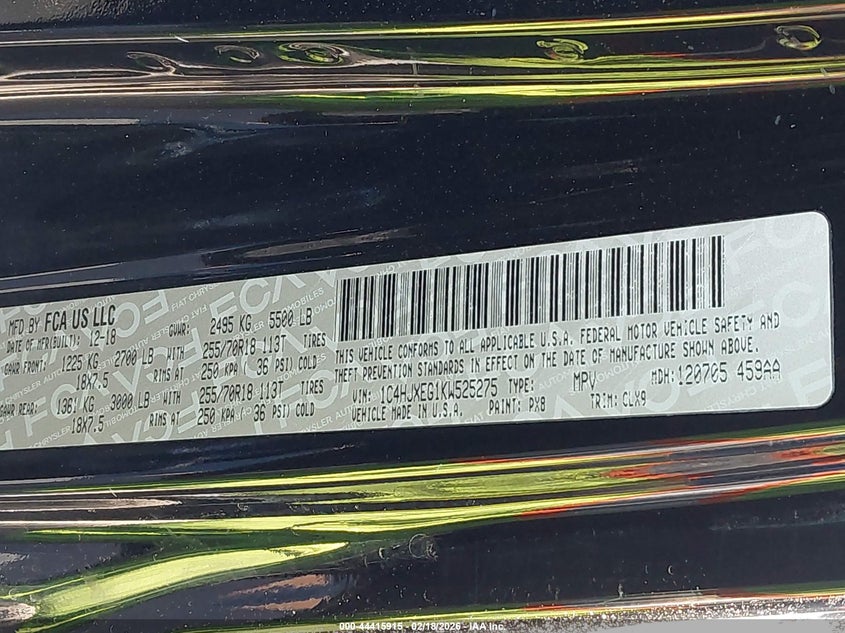 MFD BY FCA US LLC
DATE OF MFR(BUILT): 12-18 GVWR: 2495 KG 5500 LB
GAWR FRONT: 1225 KG 2700 LB WITH 255/70R18 113T TIRES
18X7.5 RIMS AT 250 KPA ( 36 PSI) COLD
GAWR REAR: 1361 KG 3000 LB WITH 255/70R18 113T TIRES
18X7.5 RIMS AT 250 KPA ( 36 PSI) COLD
THIS VEHICLE CONFORMS TO ALL APPLICABLE U.S.A. FEDERAL MOTOR VEHICLE SAFETY AND
THEFT PREVENTION STANDARDS IN EFFECT ON THE DATE OF MANUFACTURE SHOWN ABOVE.
VIN: 1C4HJXEG1KW525275 TYPE: MPV MDH: 120705 459AA
VEHICLE MADE IN U.S.A. PAINT: PX8 TRIM: CLX9
000-44415915 - 02/18/2026 - IAA Inc.